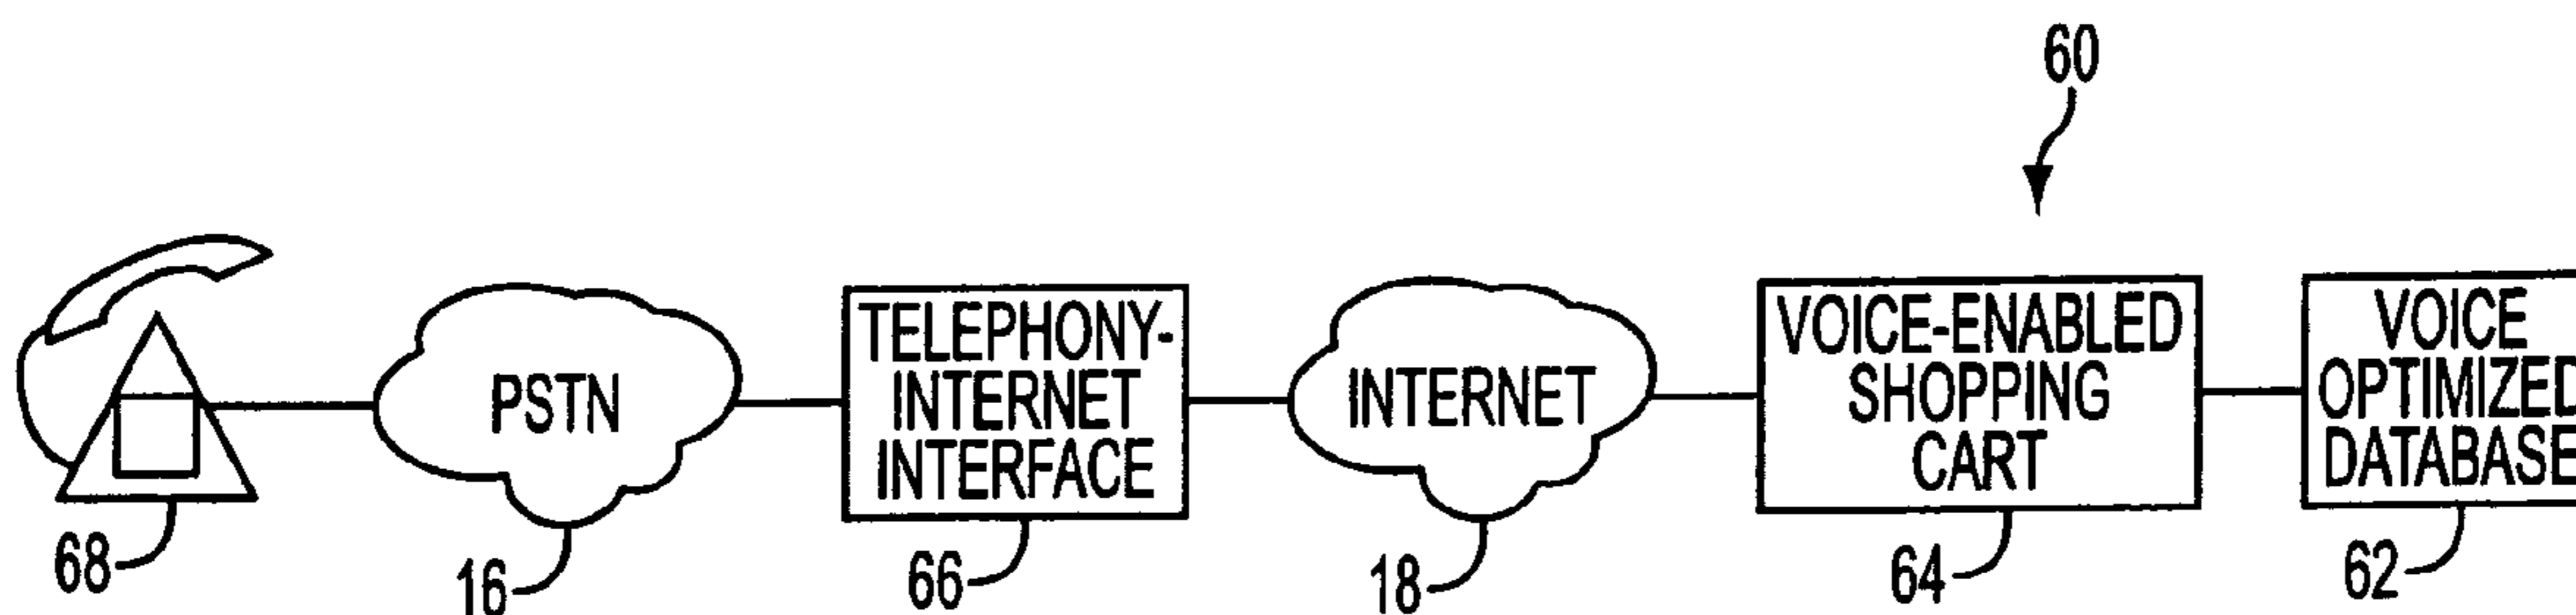 60
PSTN
TELEPHONY-
INTERNET
INTERFACE
INTERNET
VOICE-ENABLED
SHOPPING
CART
VOICE
OPTIMIZED
DATABASE
68
16
66
18
64
62